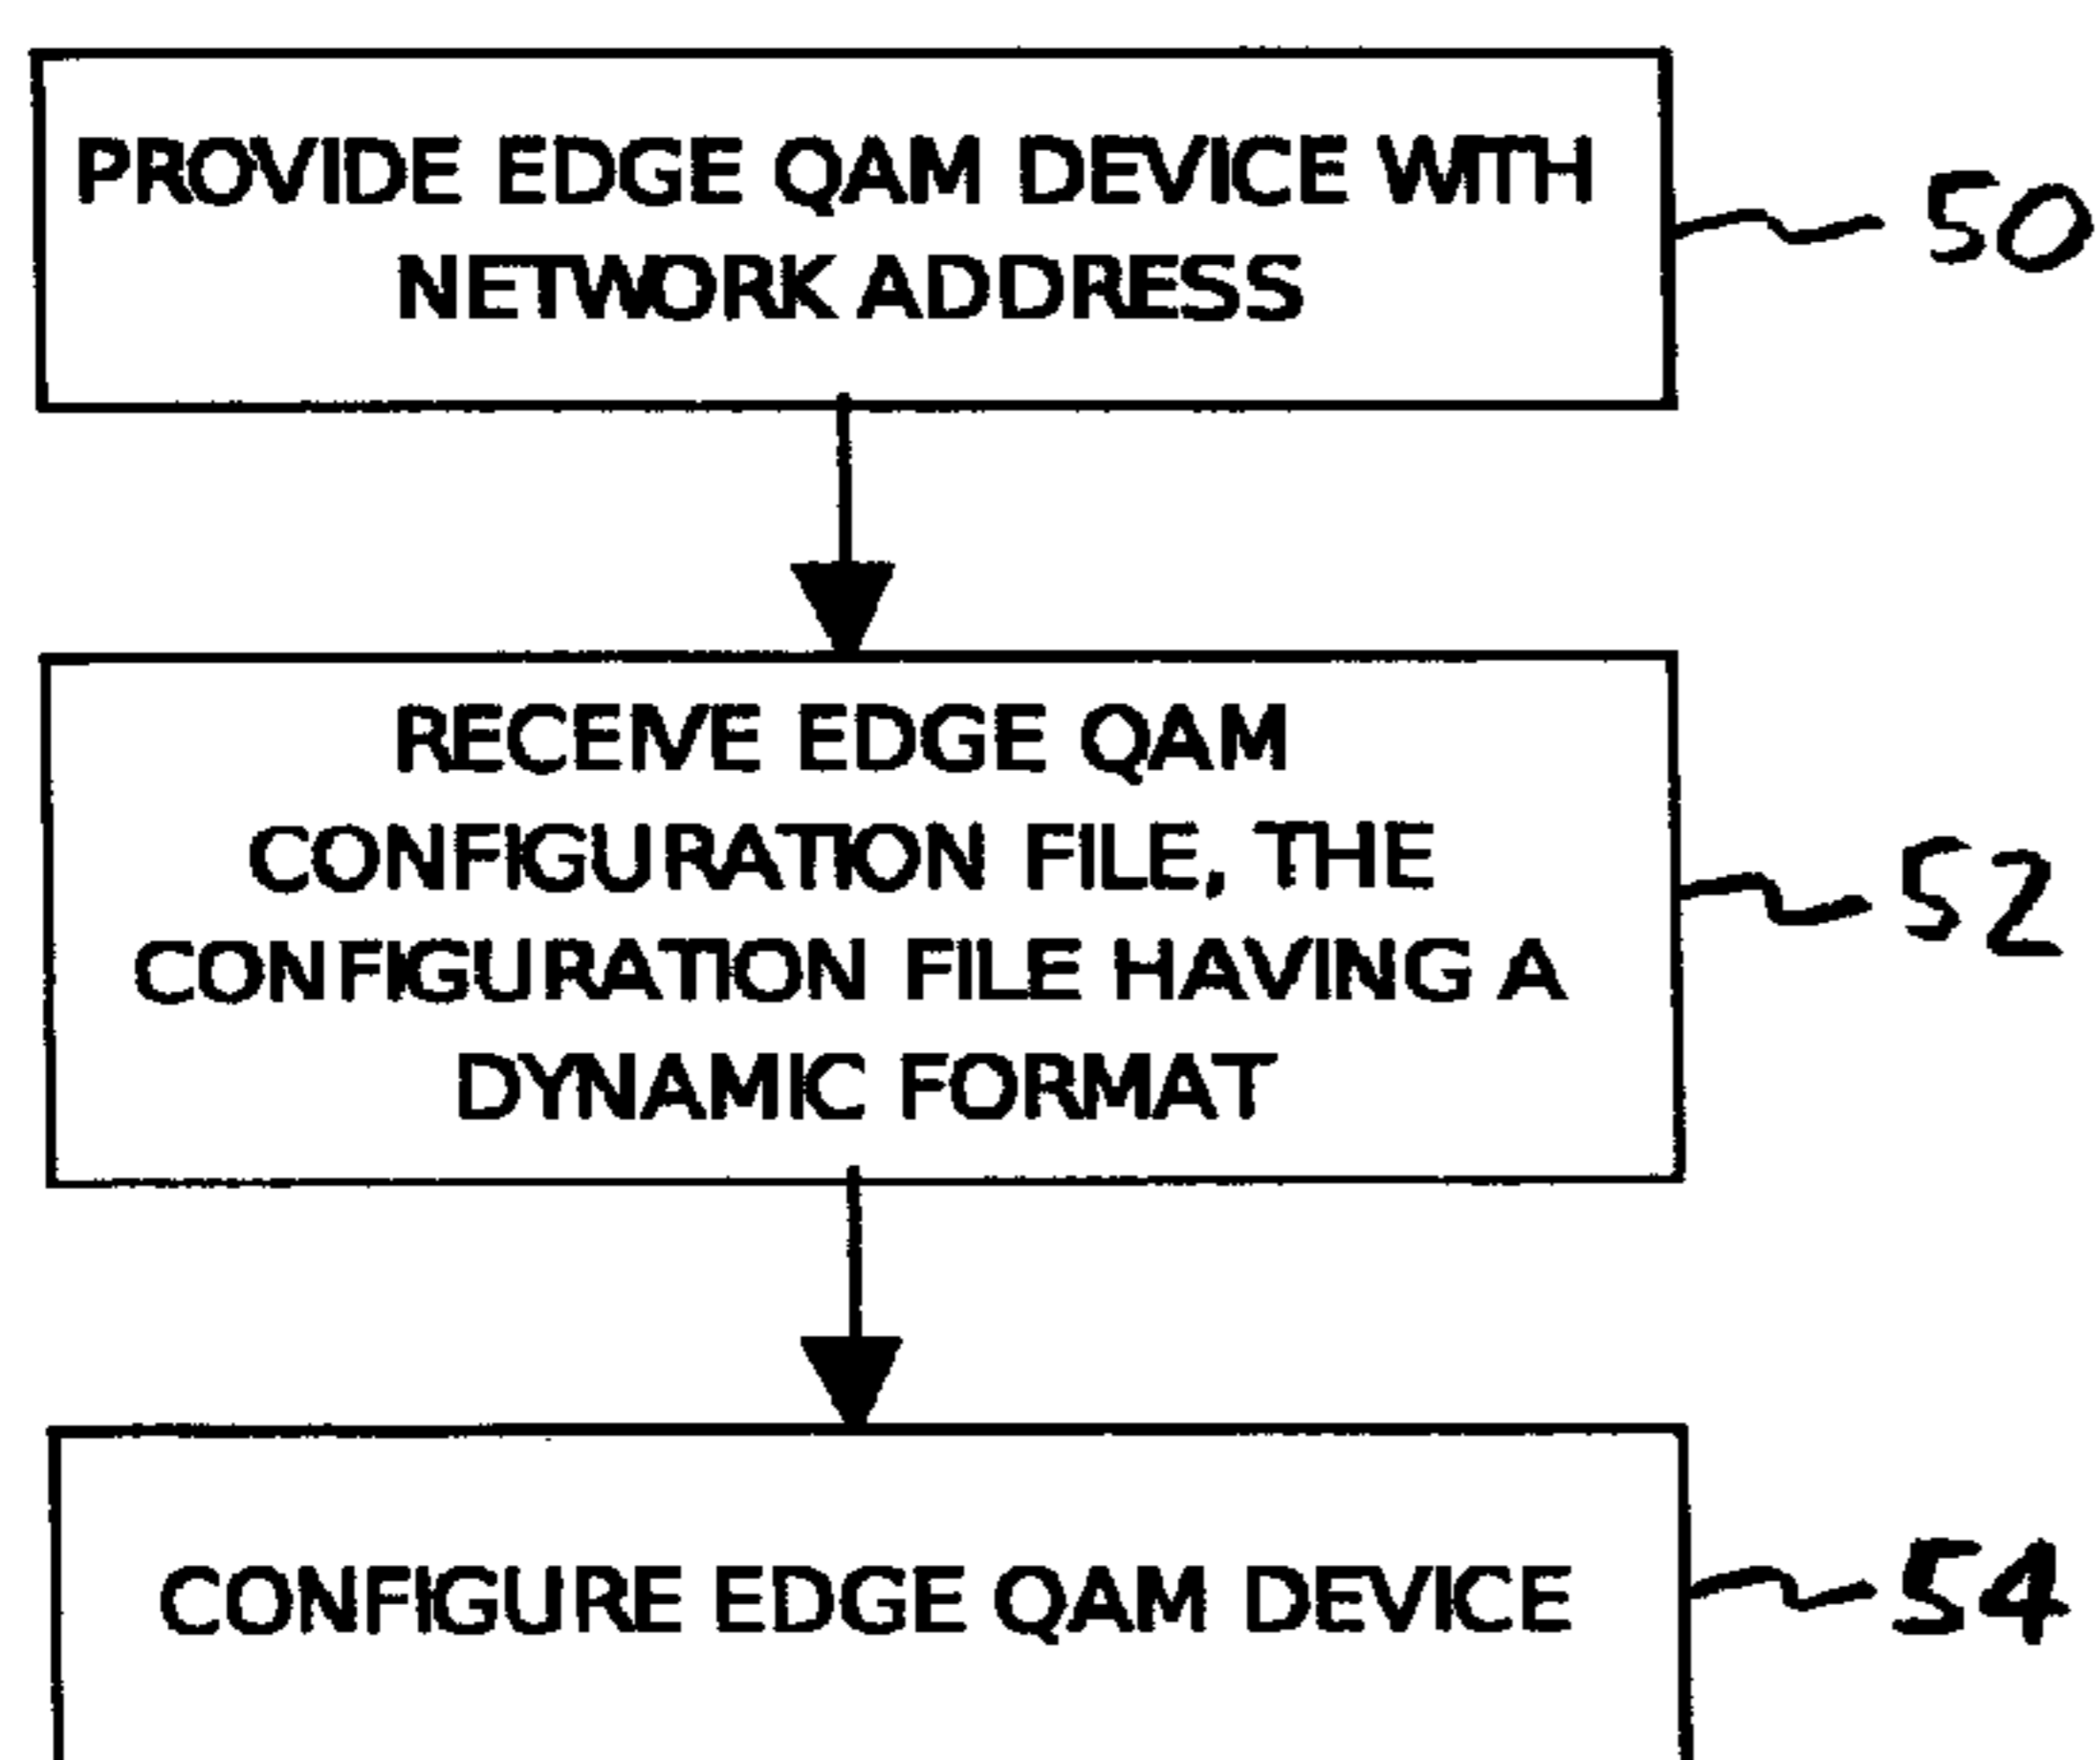 PROVIDE EDGE QAM DEVICE WITH
NETWORK ADDRESS
50
RECEIVE EDGE QAM
CONFIGURATION FILE, THE
CONFIGURATION FILE HAVING A
DYNAMIC FORMAT
52
CONFIGURE EDGE QAM DEVICE
54